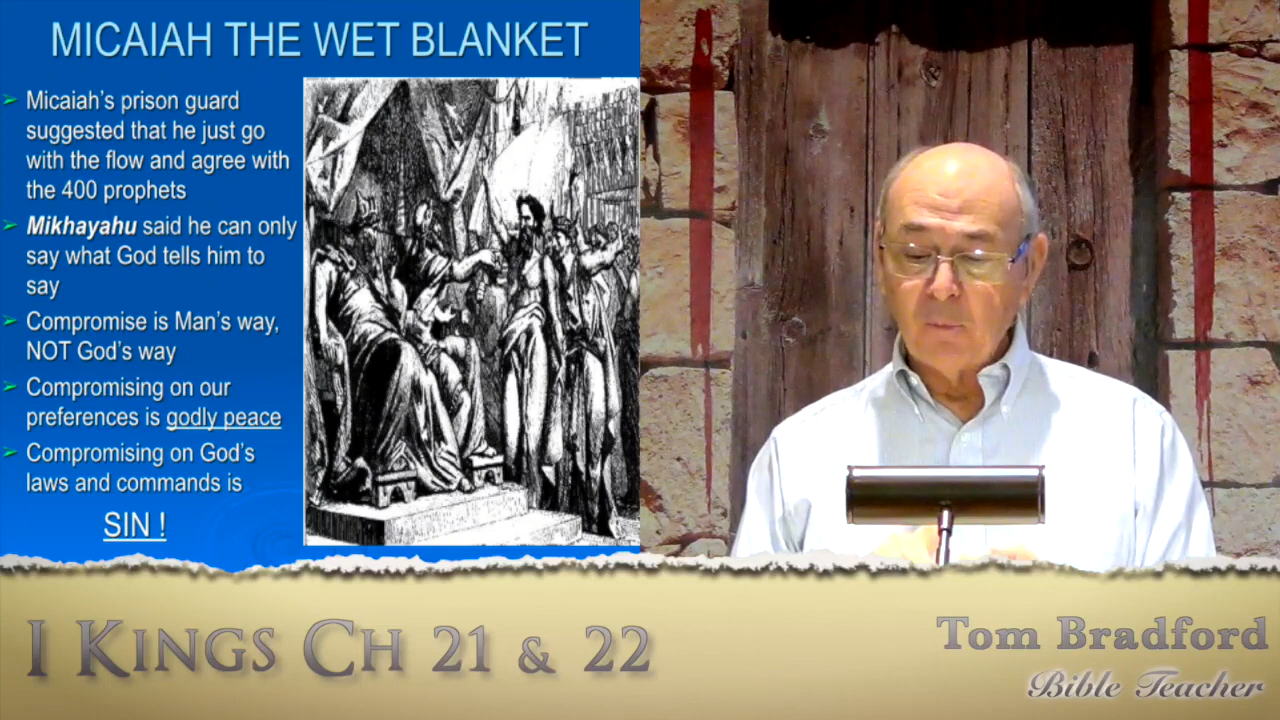 MICAIAH THE WET BLANKET
➢ Micaiah's prison guard
suggested that he just go
with the flow and agree with
the 400 prophets
➢ Mikhayahu said he can only
say what God tells him to
say
➢ Compromise is Man's way,
NOT God's way
➢ Compromising on our
preferences is godly peace
➢ Compromising on God's
laws and commands is
SIN !
I KINGS CH 21 & 22
Tom Bradford
Bible Teacher